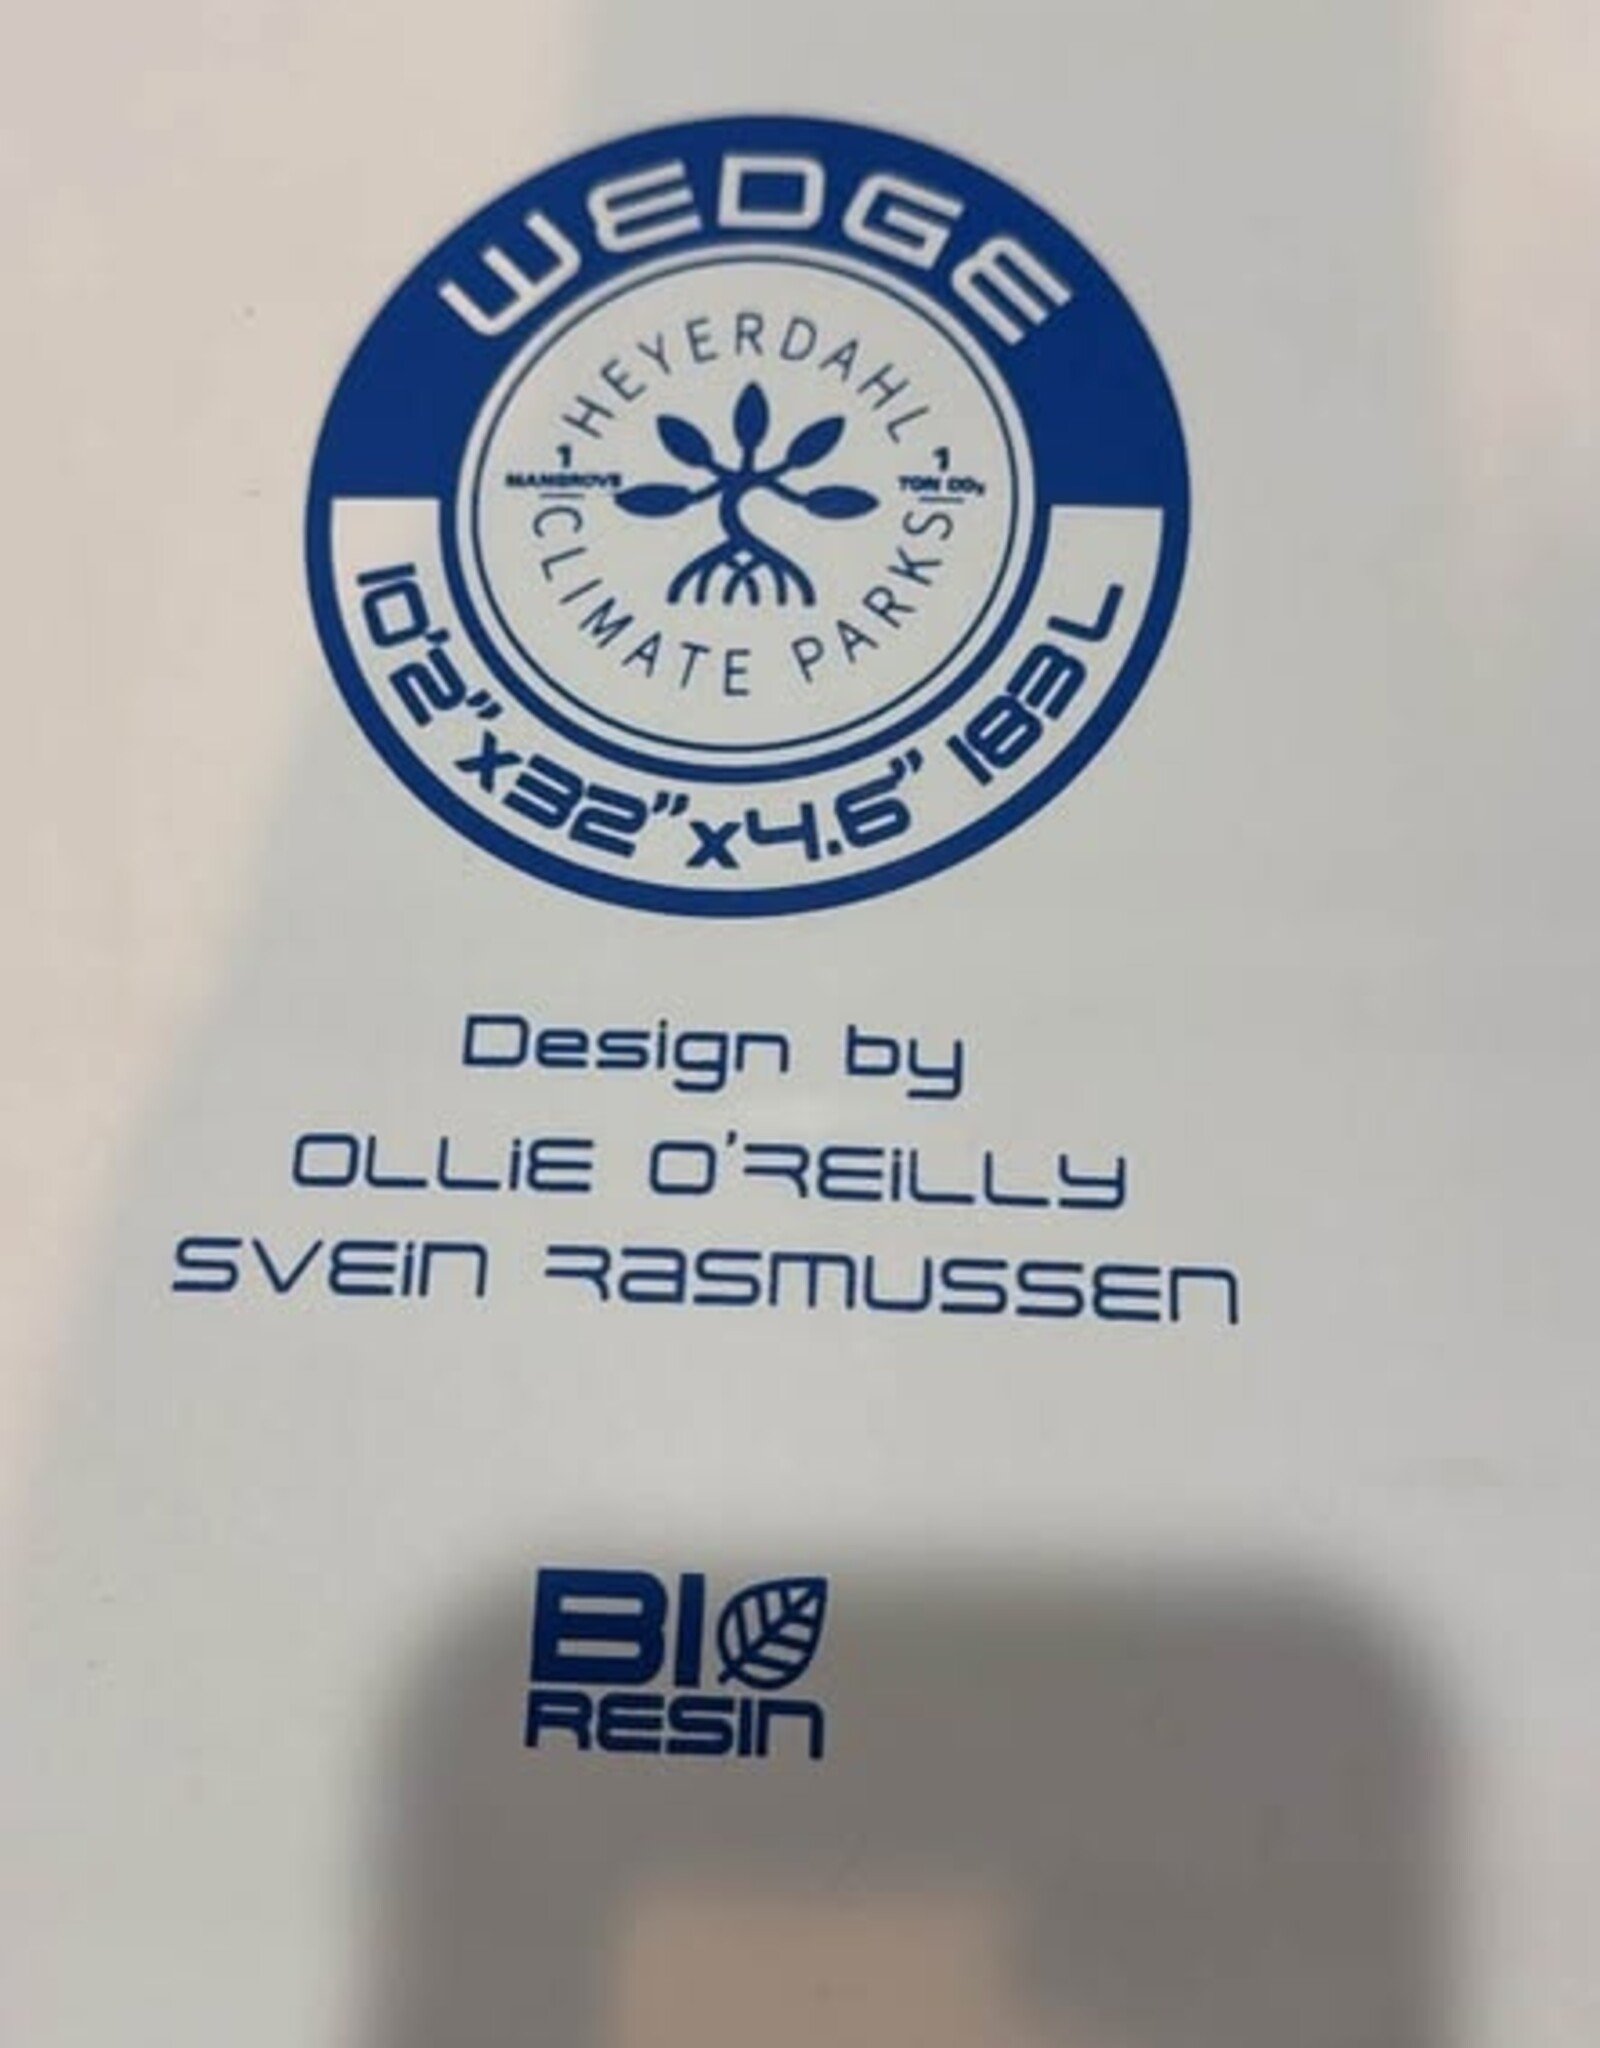 WEDGE
HEYERDAHL
1
MANGROVE
1
TON CO₂
CLIMATE PARKS
10'2"x32"x4.6" 183L
Design by
OLLiE O'REiLLY
SVEiN RaSMUSSEN
BIO
RESIN